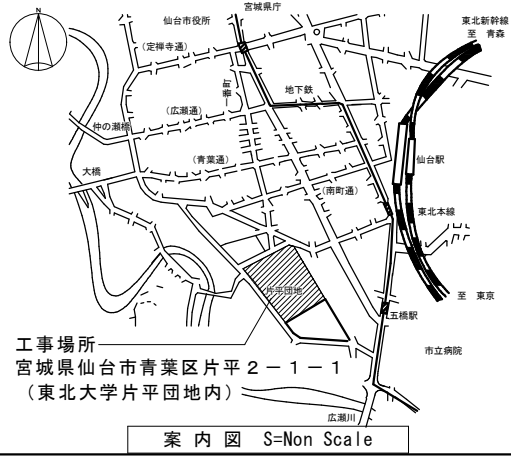 N
宮城県庁
仙台市役所
東北新幹線
至 青森
(定禅寺通)
一番町
地下鉄
(広瀬通)
仲の瀬橋
(青葉通)
仙台駅
大橋
(南町通)
東北本線
片平団地
至 東京
五橋駅
工事場所
市立病院
宮城県仙台市青葉区片平2-1-1
(東北大学片平団地内)
広瀬川
案内図 S=Non Scale